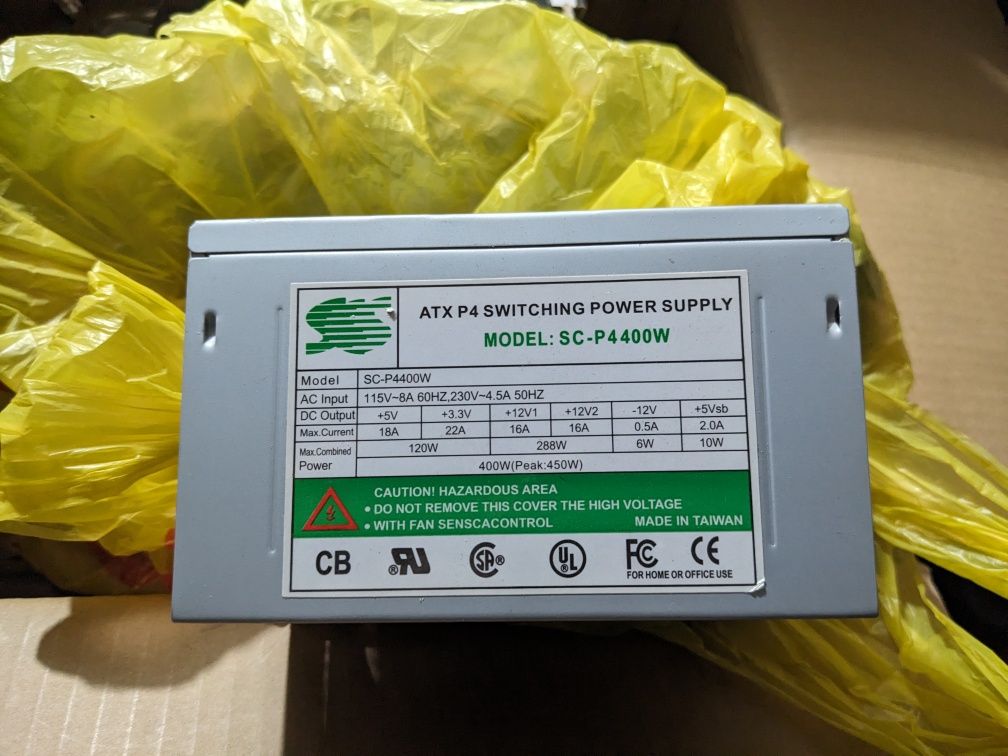 ATX P4 SWITCHING POWER SUPPLY
MODEL: SC-P4400W
Model SC-P4400W
AC Input 115V~8A 60HZ,230V~4.5A 50HZ
DC Output +5V +3.3V +12V1 +12V2 -12V +5Vsb
Max.Current 18A 22A 16A 16A 0.5A 2.0A
Max.Combined Power 120W 288W 6W 10W
400W(Peak:450W)
CAUTION! HAZARDOUS AREA
• DO NOT REMOVE THIS COVER THE HIGH VOLTAGE
• WITH FAN SENSCACONTROL MADE IN TAIWAN
CB ®RU SA® UL® FC CE
FOR HOME OR OFFICE USE